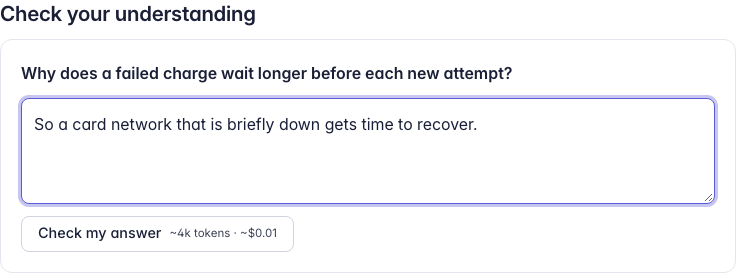 Check your understanding
Why does a failed charge wait longer before each new attempt?
So a card network that is briefly down gets time to recover.
Check my answer ~4k tokens · ~$0.01